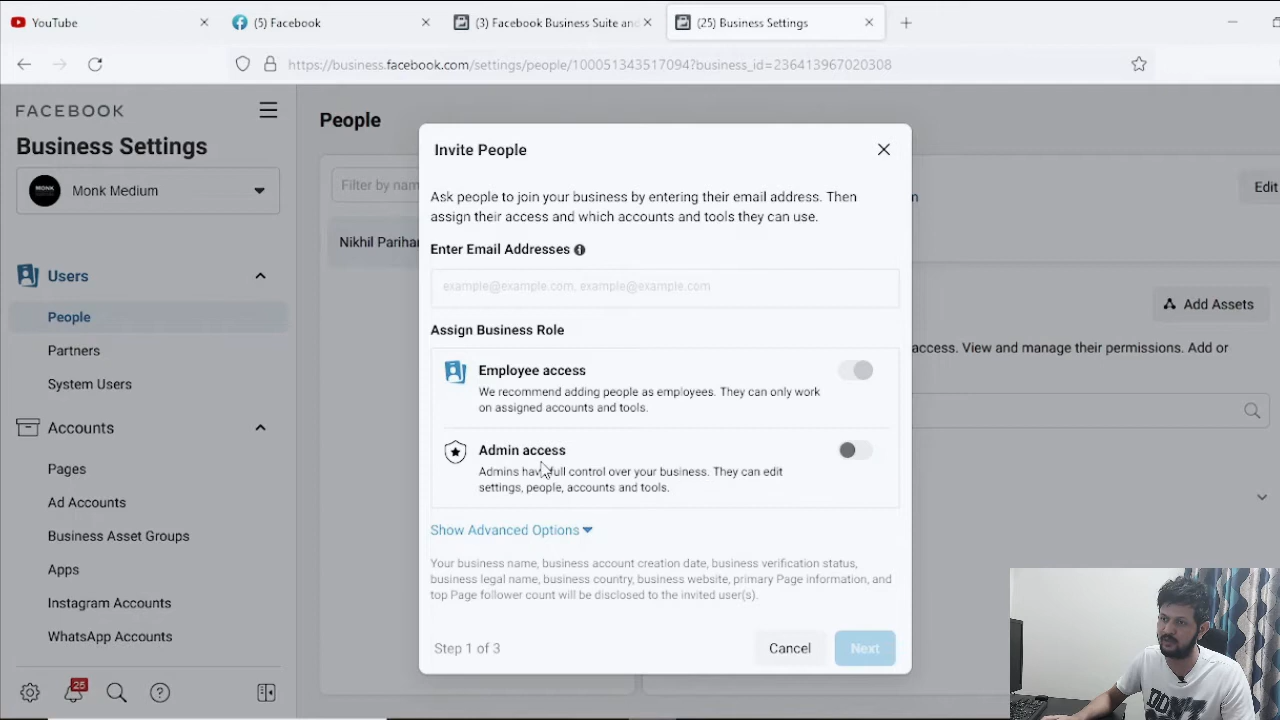 YouTube
(5) Facebook
(3) Facebook Business Suite and
(25) Business Settings
https://business.facebook.com/settings/people/100051343517094?business_id=236413967020308
FACEBOOK
Business Settings
MONK
Monk Medium
Users
People
Partners
System Users
Accounts
Pages
Ad Accounts
Business Asset Groups
Apps
Instagram Accounts
WhatsApp Accounts
25
People
Filter by nam
Nikhil Parihar
Edit
Add Assets
access. View and manage their permissions. Add or
Invite People
Ask people to join your business by entering their email address. Then
assign their access and which accounts and tools they can use.
Enter Email Addresses
example@example.com, example@example.com
Assign Business Role
Employee access
We recommend adding people as employees. They can only work
on assigned accounts and tools.
Admin access
Admins have full control over your business. They can edit
settings, people, accounts and tools.
Show Advanced Options
Your business name, business account creation date, business verification status,
business legal name, business country, business website, primary Page information, and
top Page follower count will be disclosed to the invited user(s).
Step 1 of 3
Cancel
Next